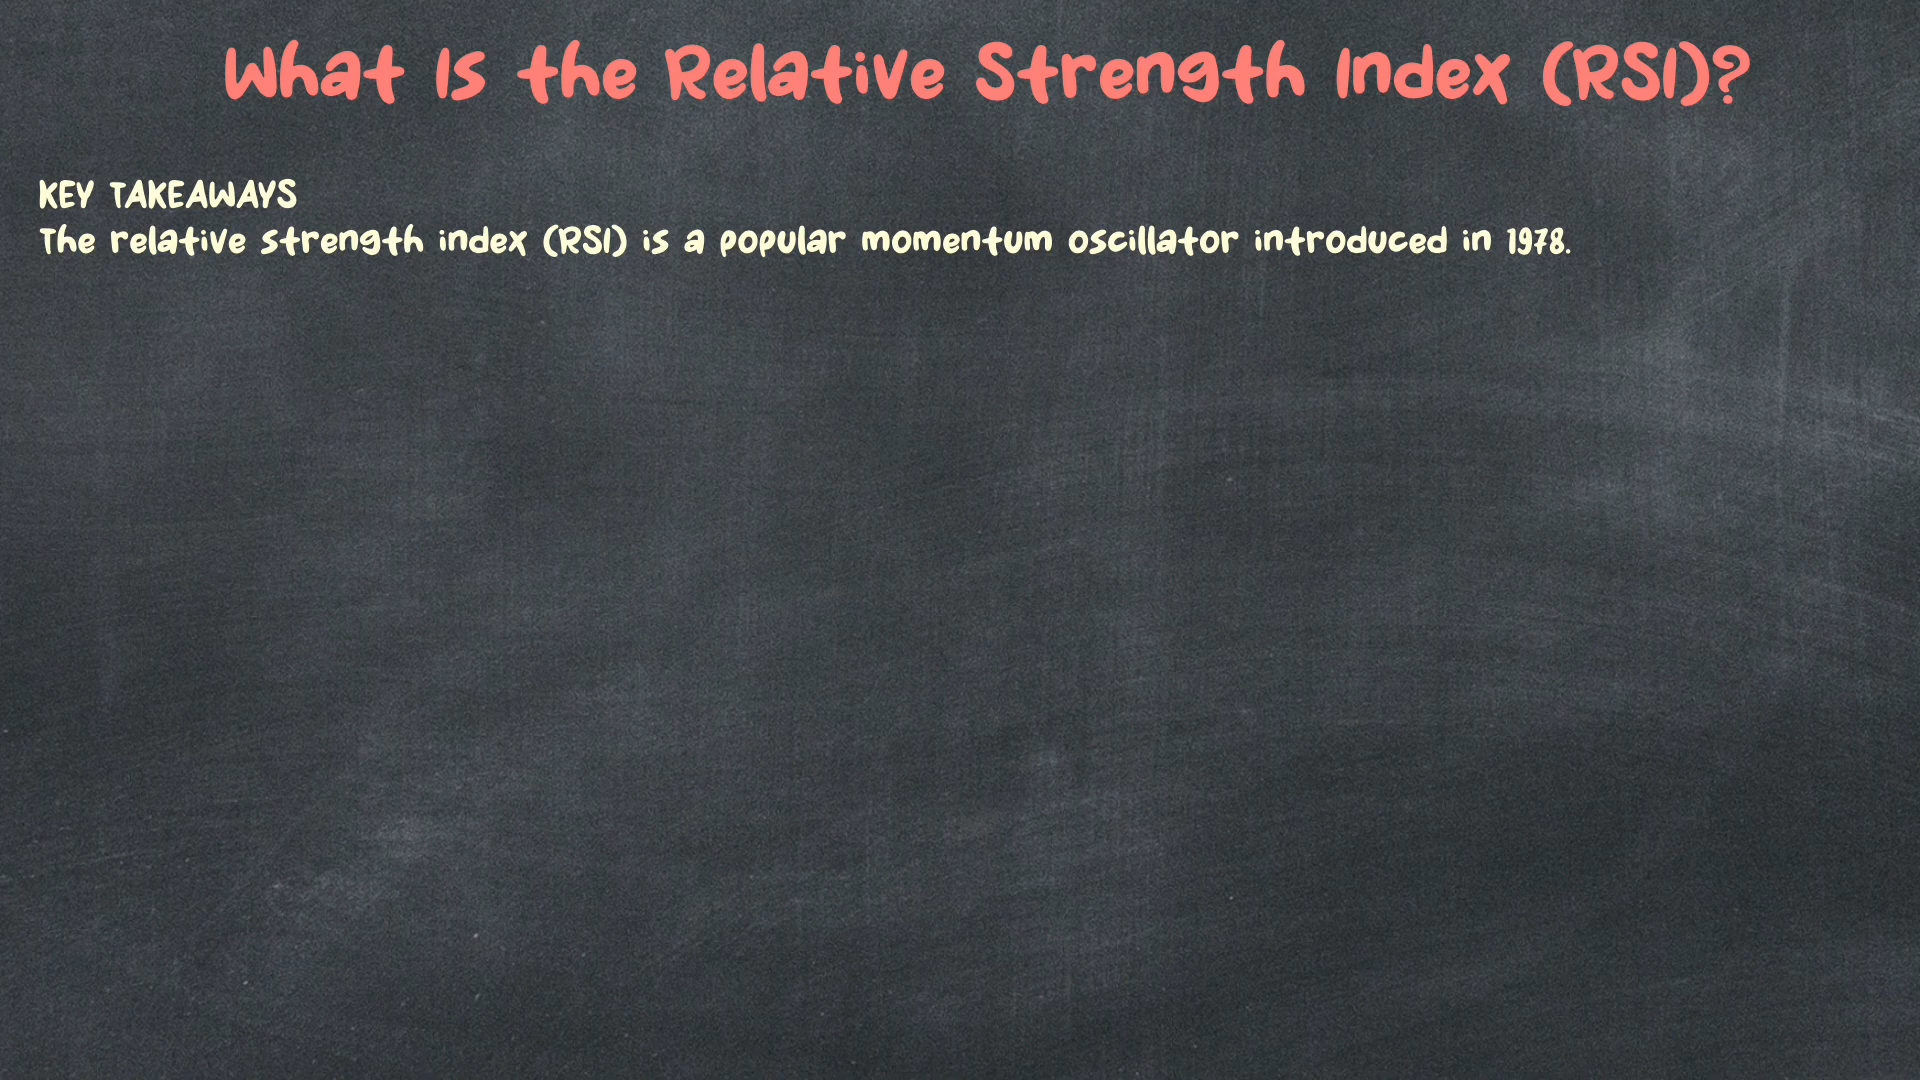 What Is the Relative Strength Index (RSI)?
KEY TAKEAWAYS
The relative strength index (RSI) is a popular momentum oscillator introduced in 1978.